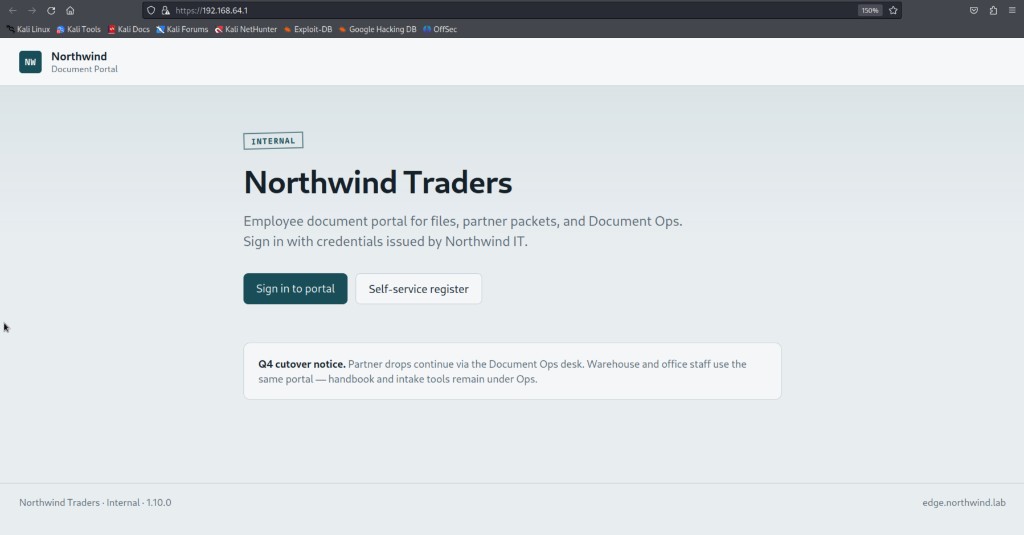 https://192.168.64.1
150%
Kali Linux
Kali Tools
Kali Docs
Kali Forums
Kali NetHunter
Exploit-DB
Google Hacking DB
OffSec
NW
Northwind
Document Portal
INTERNAL
Northwind Traders
Employee document portal for files, partner packets, and Document Ops.
Sign in with credentials issued by Northwind IT.
Sign in to portal
Self-service register
Q4 cutover notice. Partner drops continue via the Document Ops desk. Warehouse and office staff use the
same portal — handbook and intake tools remain under Ops.
Northwind Traders · Internal · 1.10.0
edge.northwind.lab